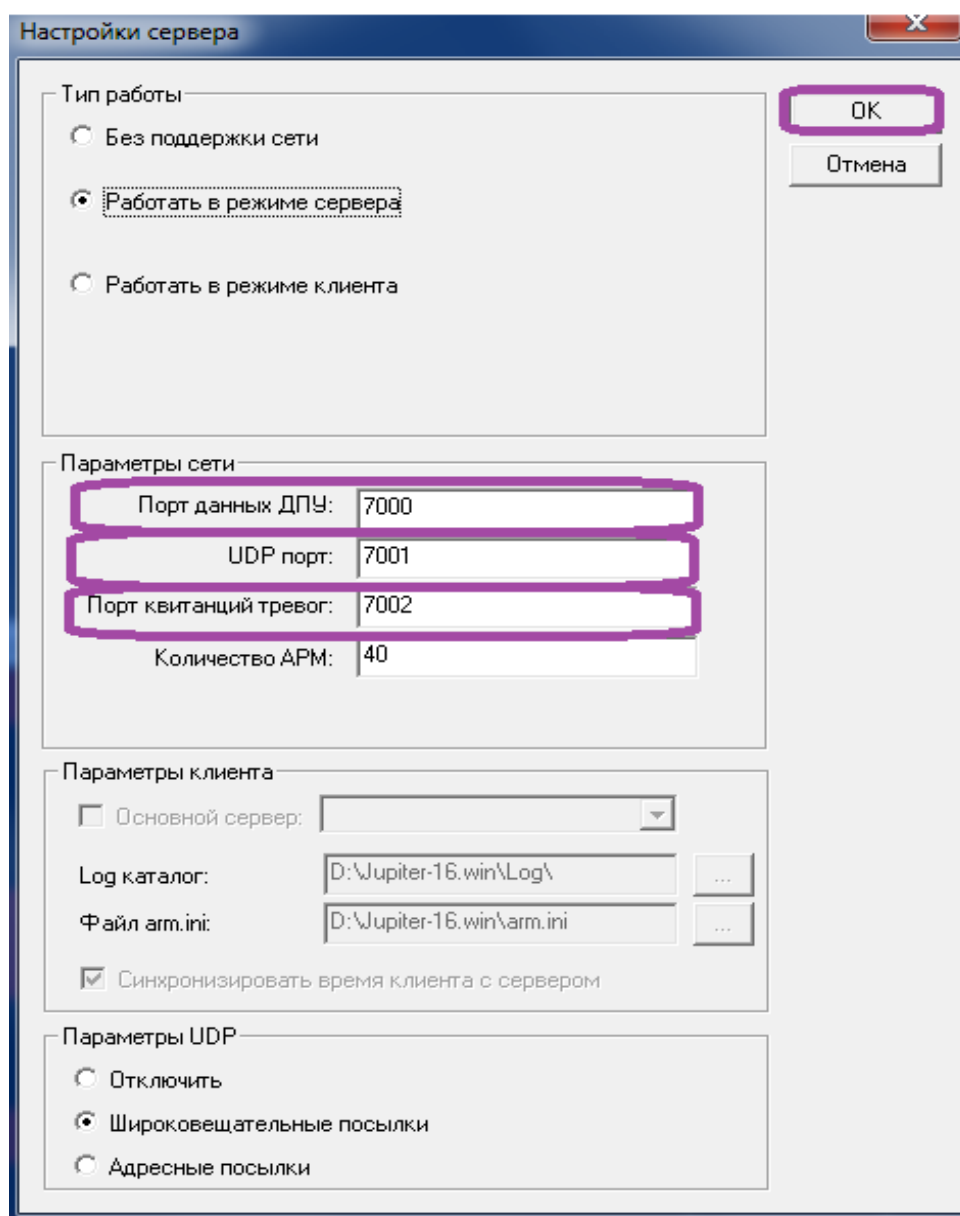 Настройки сервера
Тип работы
OK
Без поддержки сети
Отмена
Работать в режиме сервера
Работать в режиме клиента
Параметры сети
Порт данных ДПУ: 7000
UDP порт: 7001
Порт квитанций тревог: 7002
Количество АРМ: 40
Параметры клиента
Основной сервер:
Log каталог: D:\Jupiter-16.win\Log\ ...
Файл arm.ini: D:\Jupiter-16.win\arm.ini ...
Синхронизировать время клиента с сервером
Параметры UDP
Отключить
Широковещательные посылки
Адресные посылки